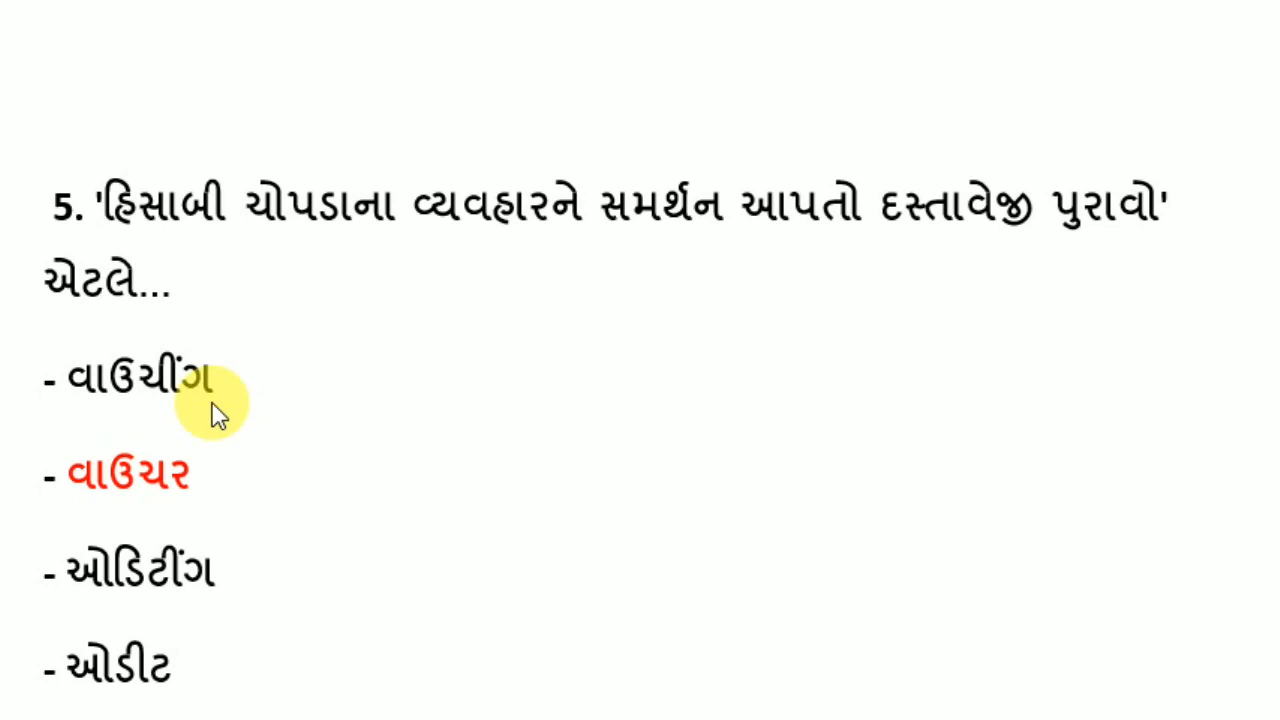 5. 'હિસાબી ચોપડાના વ્યવહારને સમર્થન આપતો દસ્તાવેજી પુરાવો'
એટલે...
- વાઉચીંગ
- વાઉચર
- ઓડિટીંગ
- ઓડીટ